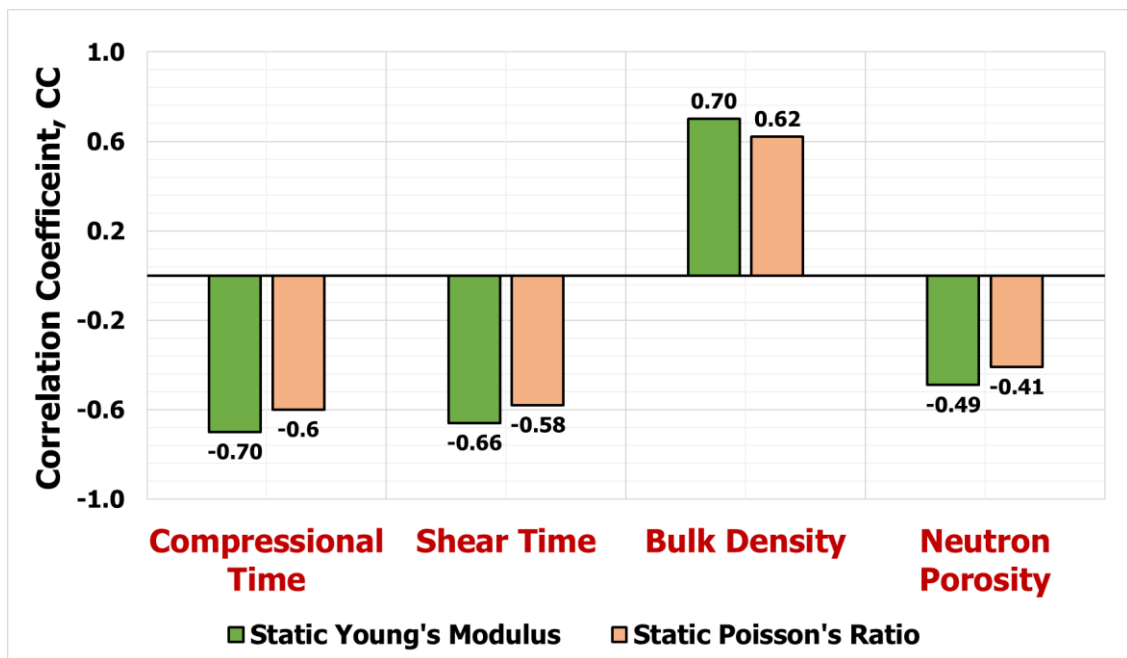 Correlation Coefficeint, CC
1.0
0.6
0.2
-0.2
-0.6
-1.0
-0.70
-0.6
-0.66
-0.58
0.70
0.62
-0.49
-0.41
Compressional
Time
Shear Time
Bulk Density
Neutron
Porosity
Static Young's Modulus
Static Poisson's Ratio